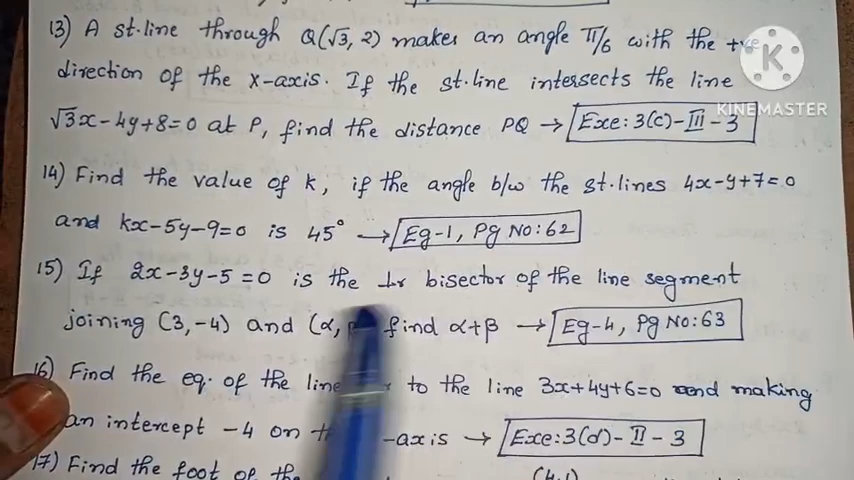 13) A st.line through Q(√3, 2) makes an angle π/6 with the +ve
K
KINEMASTER
direction of the x-axis. If the st.line intersects the line
√3x-4y+8=0 at P, find the distance PQ → Exe:3(c)-III-3
14) Find the value of k, if the angle b/w the st.lines 4x-y+7=0
and kx-5y-9=0 is 45° → Eg-1, Pg No:62
15) If 2x-3y-5=0 is the ⊥r bisector of the line segment
joining (3,-4) and (α, find α+β → Eg-4, Pg No:63
16) Find the eq. of the line to the line 3x+4y+6=0 and making
an intercept -4 on -axis → Exe:3(d)-II-3
17) Find the foot of the